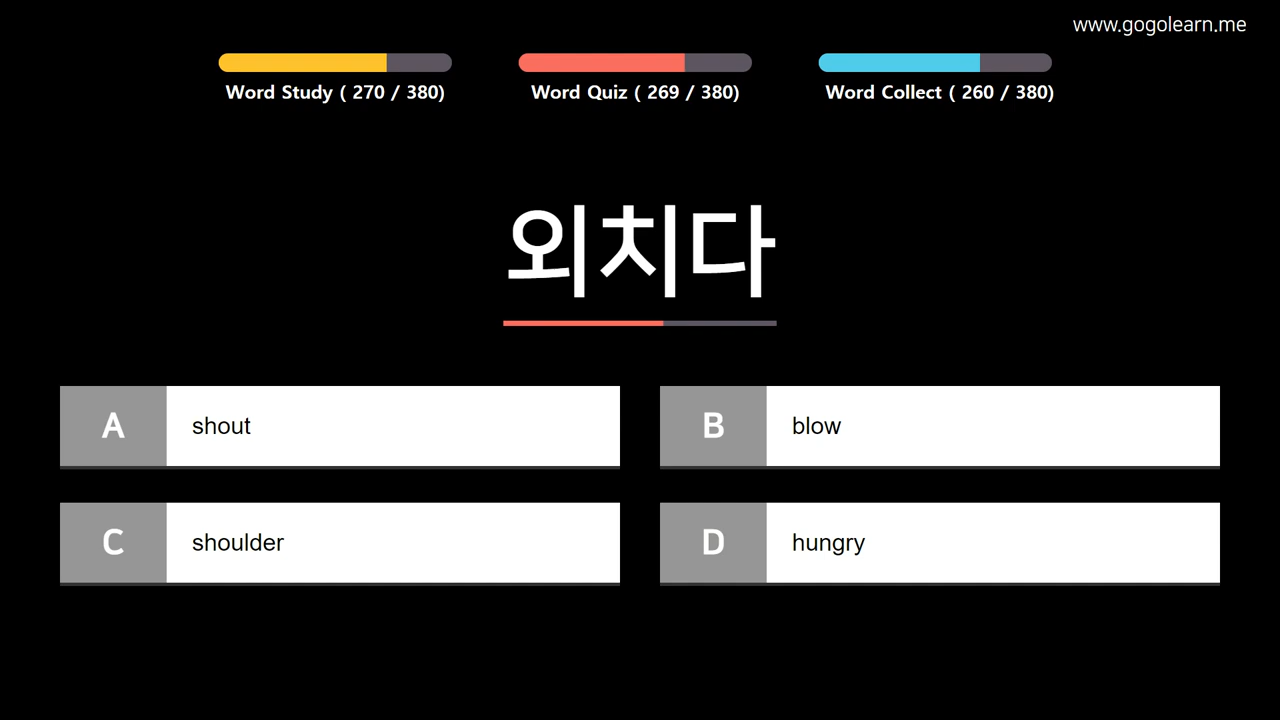 www.gogolearn.me
Word Study ( 270 / 380)
Word Quiz ( 269 / 380)
Word Collect ( 260 / 380)
외치다
A shout
B blow
C shoulder
D hungry